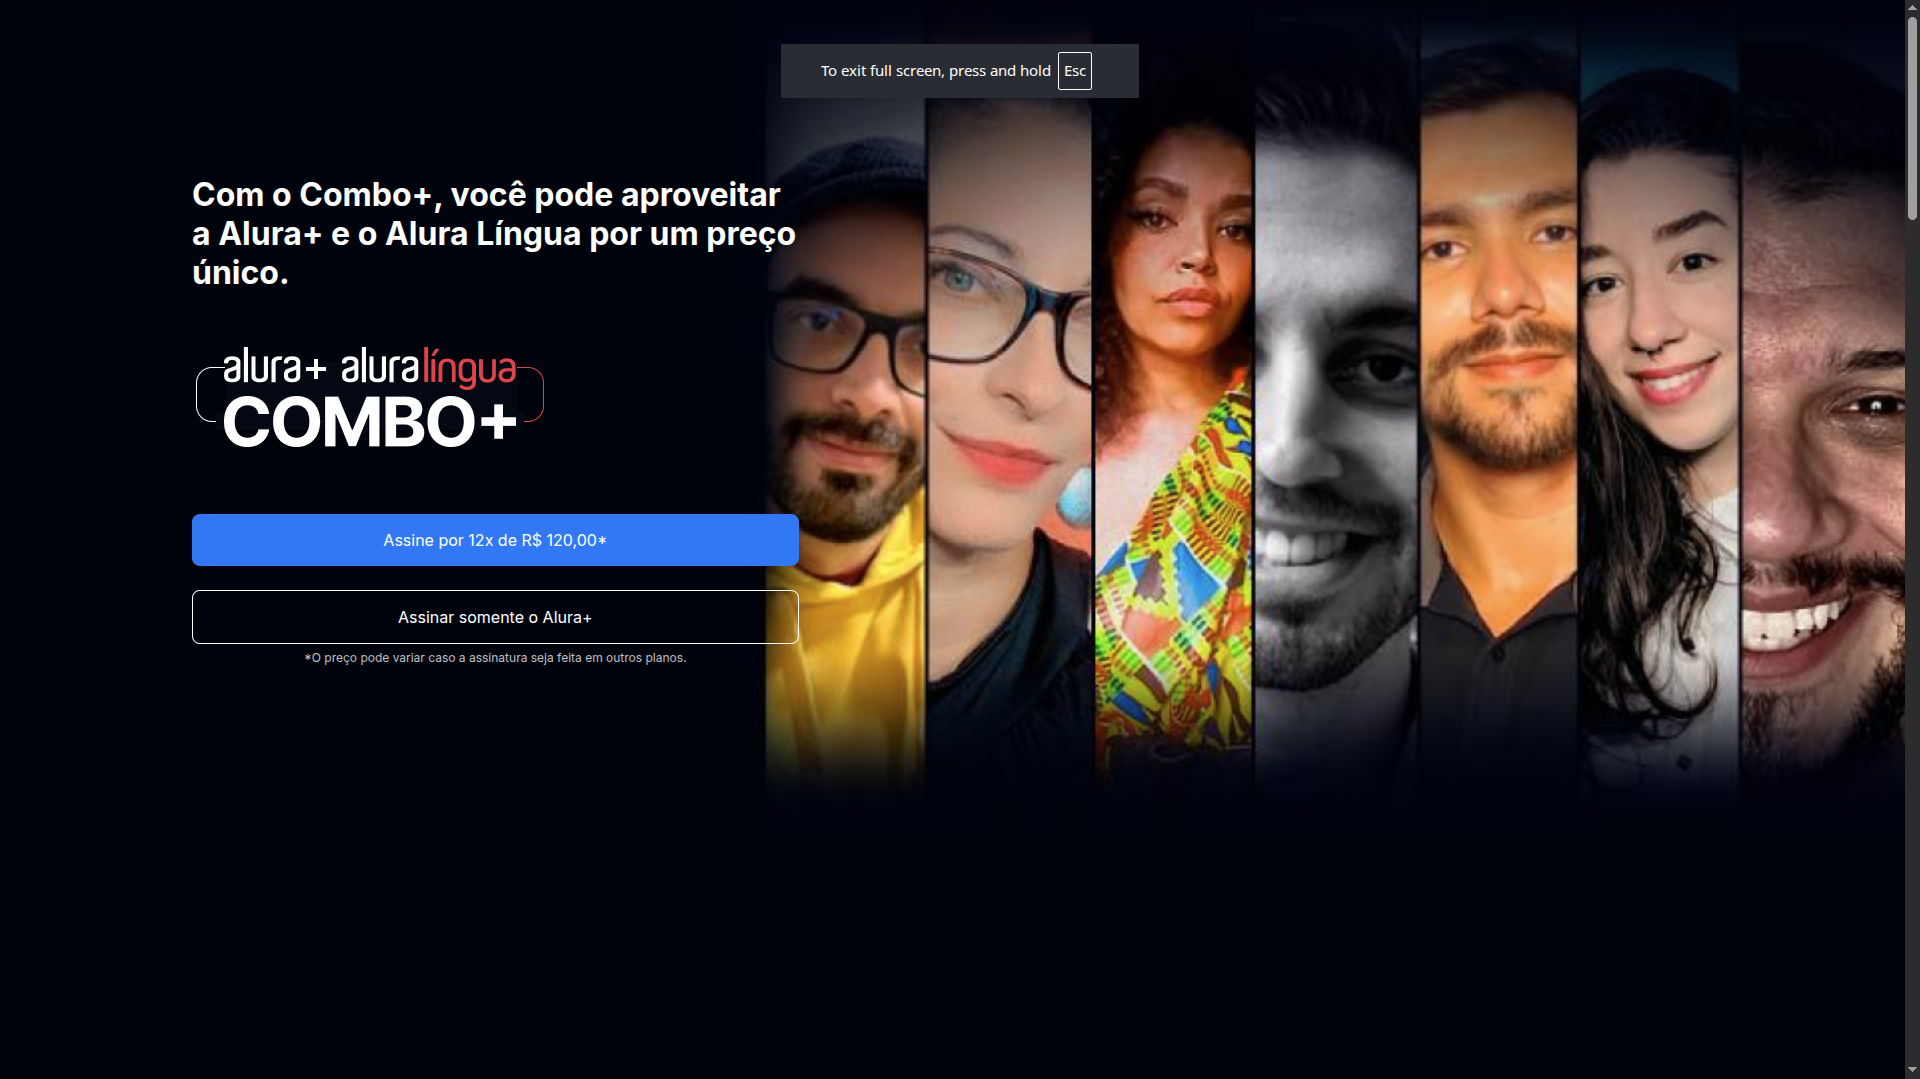 To exit full screen, press and hold Esc
Com o Combo+, você pode aproveitar
a Alura+ e o Alura Língua por um preço
único.
alura+ aluralíngua
COMBO+
Assine por 12x de R$ 120,00*
Assinar somente o Alura+
*O preço pode variar caso a assinatura seja feita em outros planos.